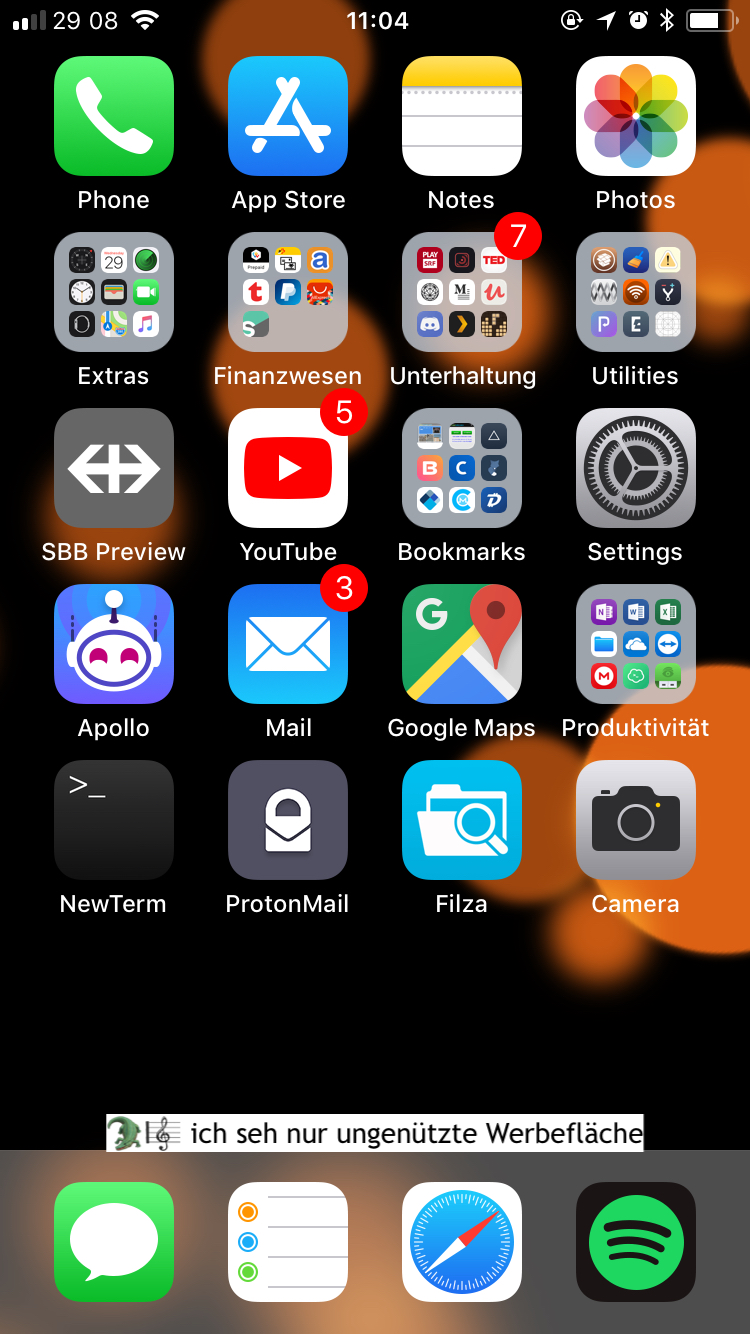 29 08 11:04
Phone App Store Notes Photos
7
Extras Finanzwesen Unterhaltung Utilities
5
SBB Preview YouTube Bookmarks Settings
3
Apollo Mail Google Maps Produktivität
>_
NewTerm ProtonMail Filza Camera
ich seh nur ungenützte Werbefläche